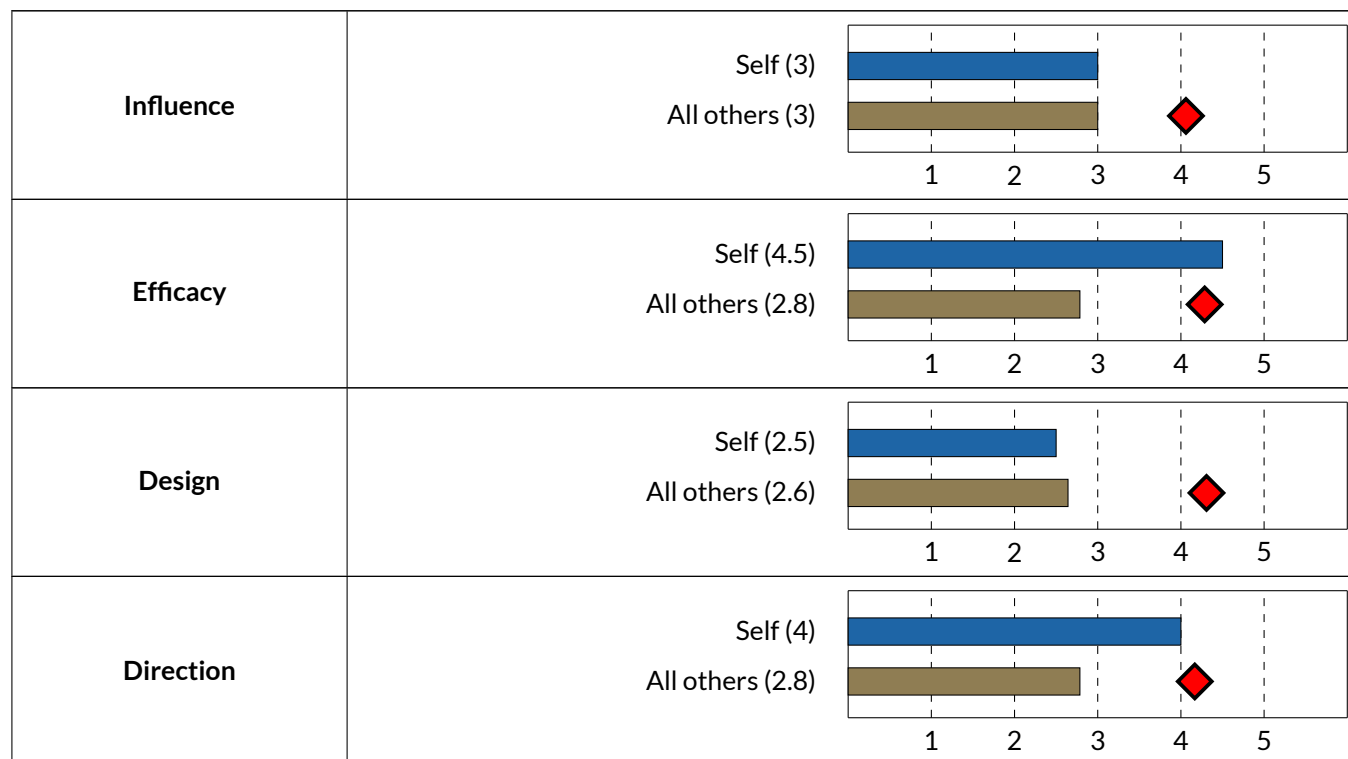 Influence
Self (3)
All others (3)
1 2 3 4 5
Efficacy
Self (4.5)
All others (2.8)
1 2 3 4 5
Design
Self (2.5)
All others (2.6)
1 2 3 4 5
Direction
Self (4)
All others (2.8)
1 2 3 4 5